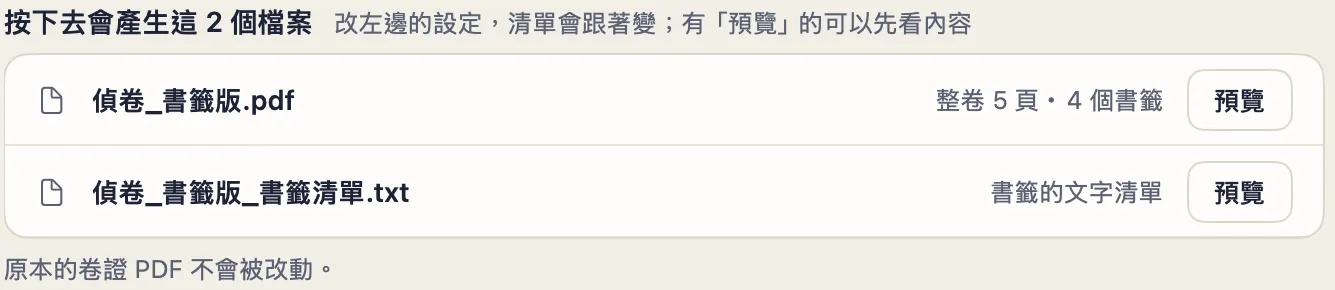 按下去會產生這 2 個檔案 改左邊的設定，清單會跟著變；有「預覽」的可以先看內容
偵卷_書籤版.pdf 整卷 5 頁・4 個書籤 預覽
偵卷_書籤版_書籤清單.txt 書籤的文字清單 預覽
原本的卷證 PDF 不會被改動。